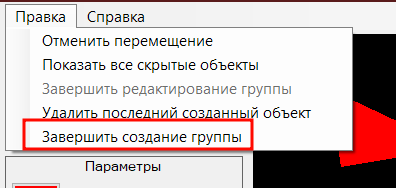 Правка Справка
Отменить перемещение
Показать все скрытые объекты
Завершить редактирование группы
Удалить последний созданный объект
Завершить создание группы
Параметры